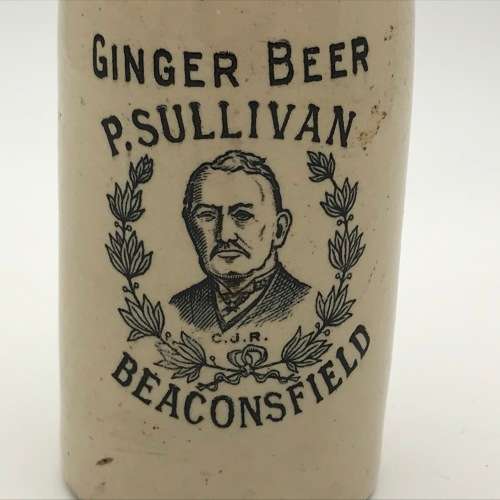 GINGER BEER
P. SULLIVAN
C.J.R.
BEACONSFIELD